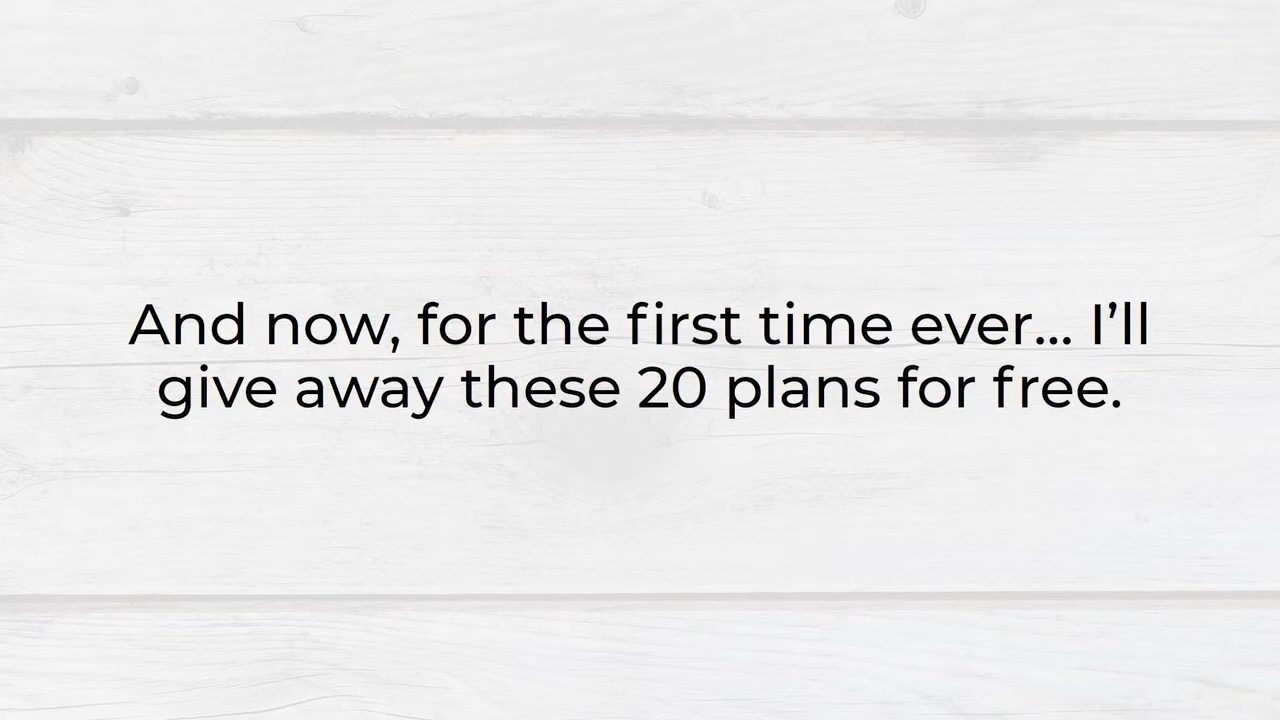 And now, for the first time ever... I’ll
give away these 20 plans for free.